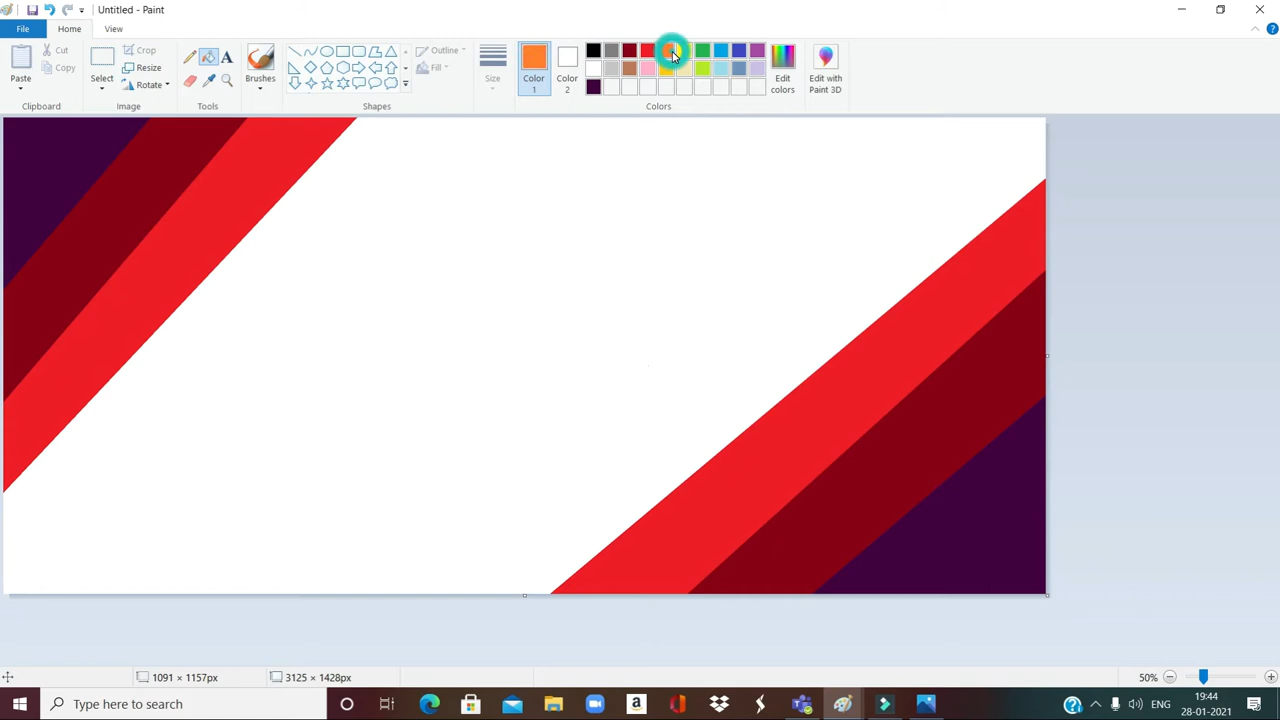 Untitled - Paint
File
Home
View
Paste
Cut
Copy
Clipboard
Select
Crop
Resize
Rotate
Image
A
Tools
Brushes
Outline
Fill
Shapes
Size
Color
1
Color
2
Colors
Edit
colors
Edit with
Paint 3D
1091 × 1157px
3125 × 1428px
50%
Type here to search
ENG
19:44
28-01-2021